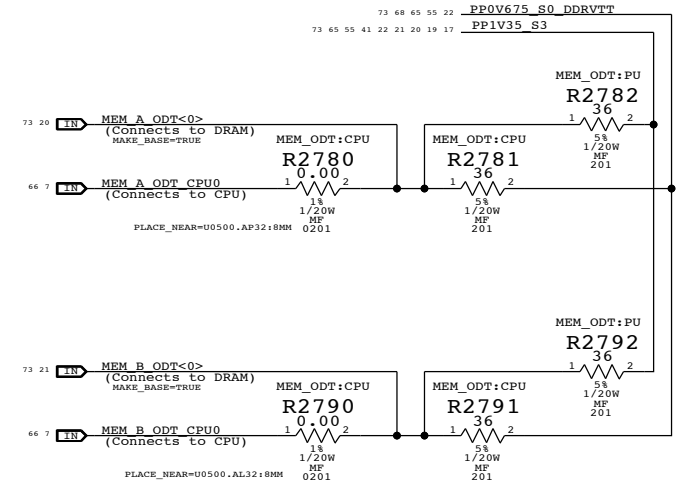 73 68 65 55 22 PP0V675_S0_DDRVTT
73 65 55 41 22 21 20 19 17 PP1V35_S3
MEM_ODT:PU
R2782
36
1 2
5%
1/20W
MF
201
73 20 IN MEM_A_ODT<0>
(Connects to DRAM)
MAKE_BASE=TRUE
MEM_ODT:CPU
R2780
0.00
1 2
1%
1/20W
MF
0201
MEM_ODT:CPU
R2781
36
1 2
5%
1/20W
MF
201
66 7 IN MEM_A_ODT_CPU0
(Connects to CPU)
PLACE_NEAR=U0500.AP32:8MM
MEM_ODT:PU
R2792
36
1 2
5%
1/20W
MF
201
73 21 IN MEM_B_ODT<0>
(Connects to DRAM)
MAKE_BASE=TRUE
MEM_ODT:CPU
R2790
0.00
1 2
1%
1/20W
MF
0201
MEM_ODT:CPU
R2791
36
1 2
5%
1/20W
MF
201
66 7 IN MEM_B_ODT_CPU0
(Connects to CPU)
PLACE_NEAR=U0500.AL32:8MM